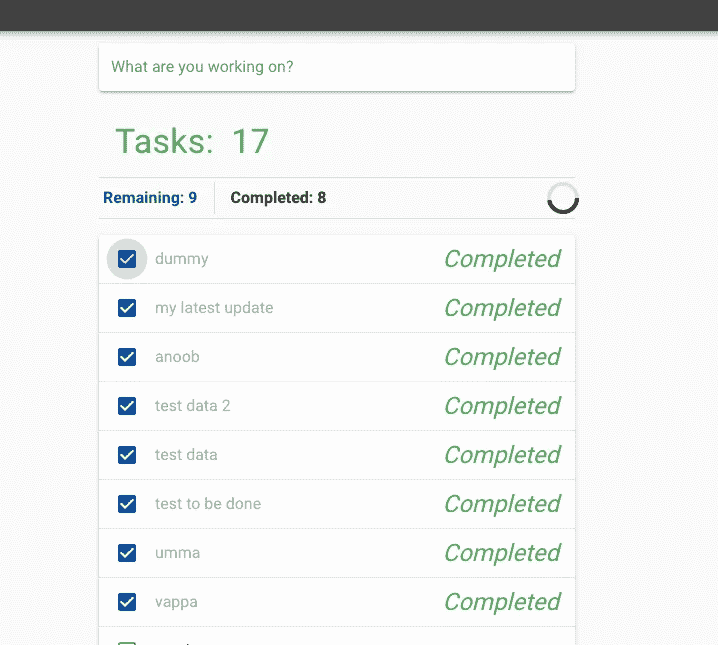 What are you working on?
Tasks: 17
Remaining: 9 Completed: 8
dummy Completed
my latest update Completed
anoob Completed
test data 2 Completed
test data Completed
test to be done Completed
umma Completed
vappa Completed